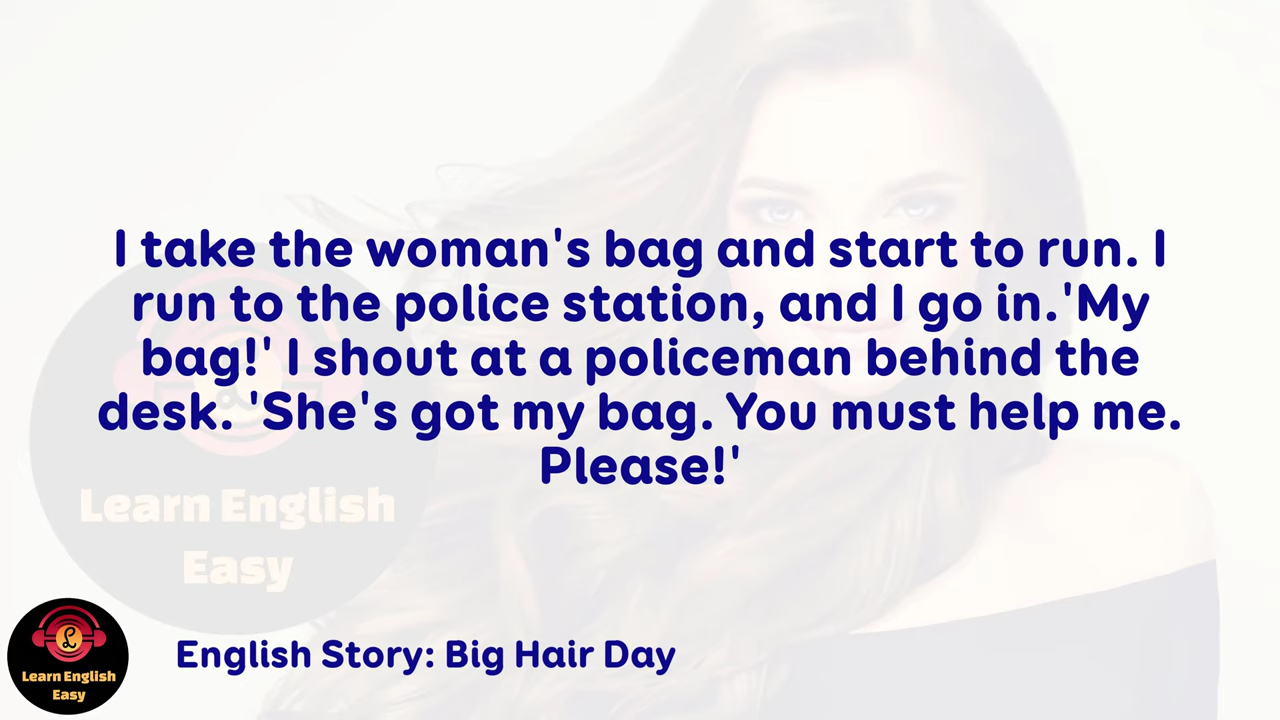 I take the woman's bag and start to run. I
run to the police station, and I go in.'My
bag!' I shout at a policeman behind the
desk. 'She's got my bag. You must help me.
Please!'
Learn English
Easy
L
Learn English
Easy
English Story: Big Hair Day